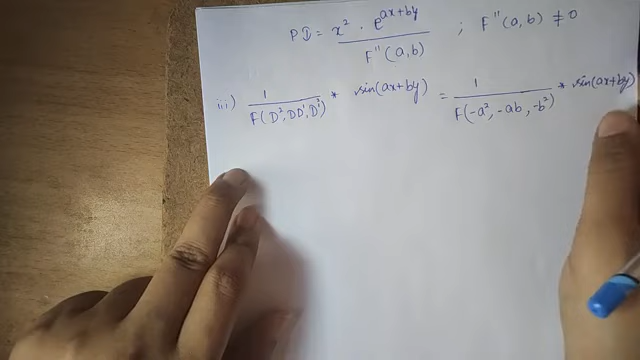 PI = x² . e^(ax+by) / F''(a,b) ; F''(a,b) ≠ 0
iii) 1 / F(D², DD', D'²) * sin(ax+by) = 1 / F(-a², -ab, -b²) * sin(ax+by)